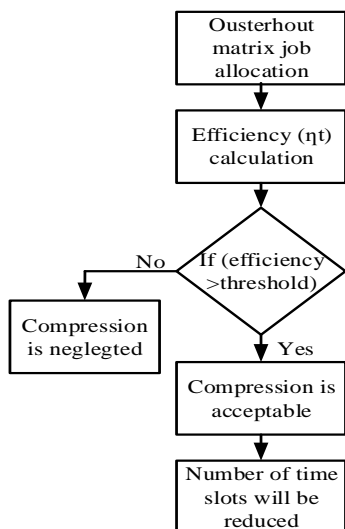 Ousterhout
matrix job
allocation
Efficiency (ηt)
calculation
If (efficiency
>threshold)
No
Yes
Compression
is neglegted
Compression is
acceptable
Number of time
slots will be
reduced